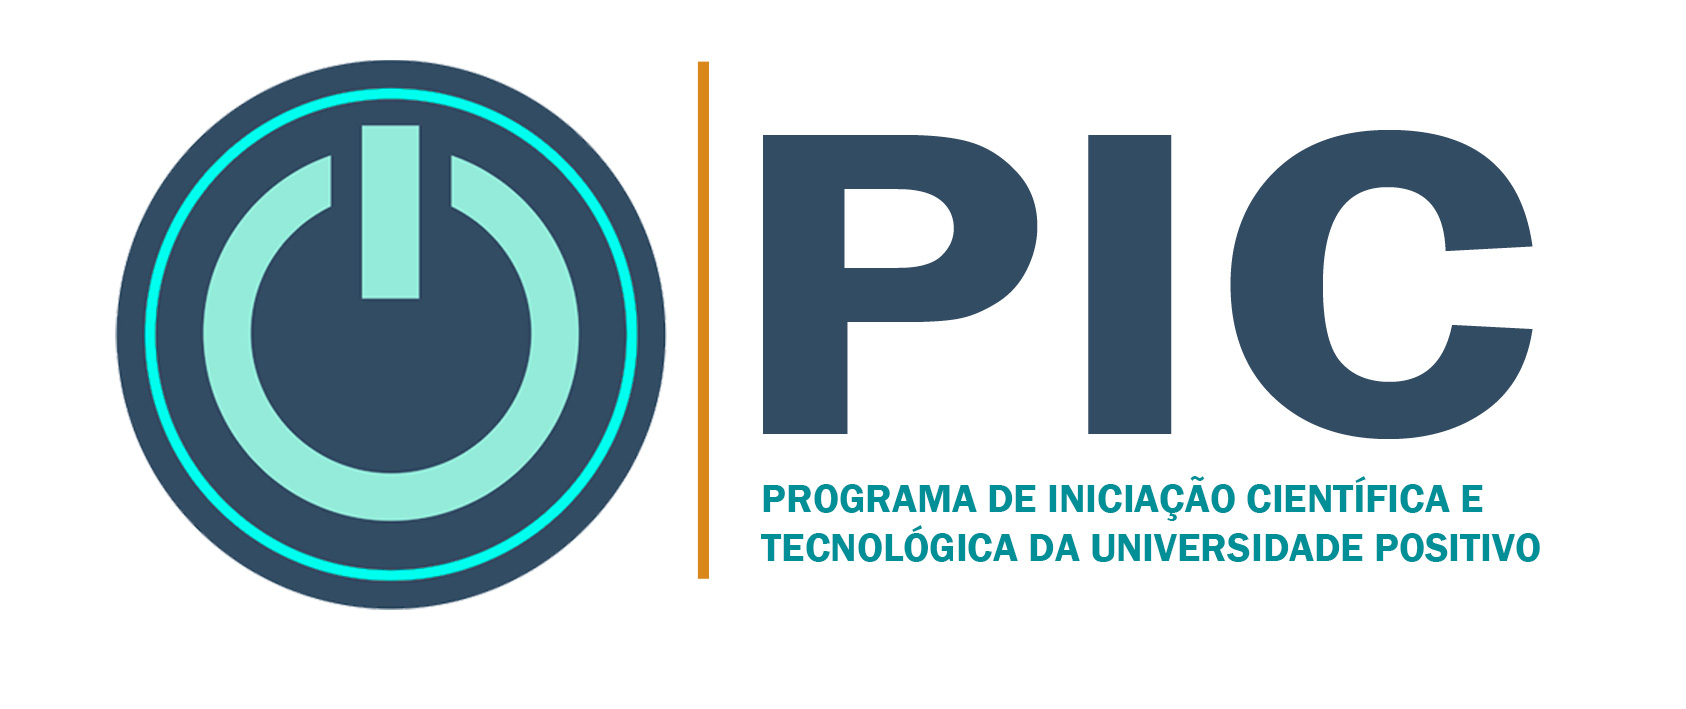 PIC
PROGRAMA DE INICIAÇÃO CIENTÍFICA E
TECNOLÓGICA DA UNIVERSIDADE POSITIVO